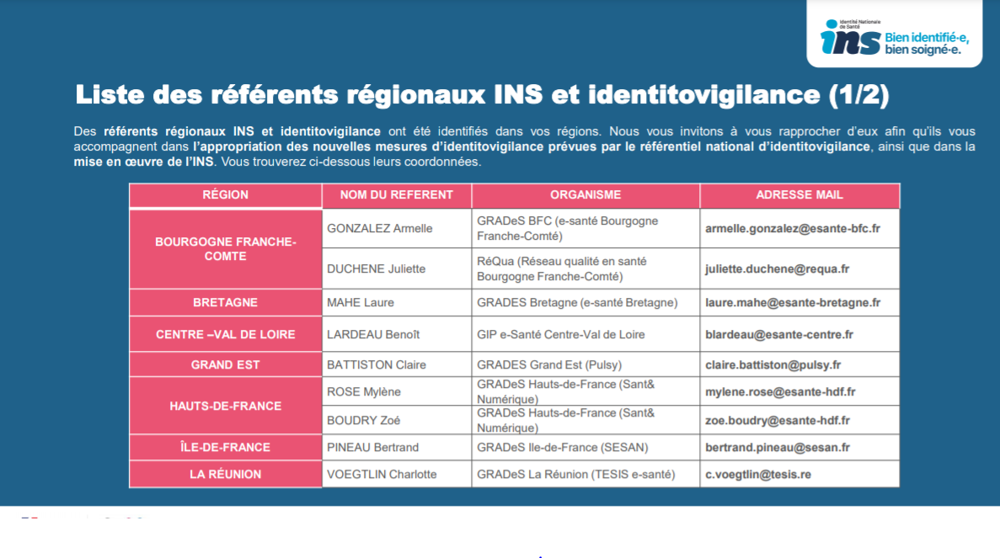 Identité Nationale
de Santé
ins
Bien identifié·e,
bien soigné·e.
Liste des référents régionaux INS et identitovigilance (1/2)
Des référents régionaux INS et identitovigilance ont été identifiés dans vos régions. Nous vous invitons à vous rapprocher d’eux afin qu’ils vous
accompagnent dans l’appropriation des nouvelles mesures d’identitovigilance prévues par le référentiel national d’identitovigilance, ainsi que dans la
mise en œuvre de l’INS. Vous trouverez ci-dessous leurs coordonnées.
RÉGION NOM DU REFERENT ORGANISME ADRESSE MAIL
BOURGOGNE FRANCHE-
COMTE
GONZALEZ Armelle
GRADeS BFC (e-santé Bourgogne
Franche-Comté)
armelle.gonzalez@esante-bfc.fr
DUCHENE Juliette
RéQua (Réseau qualité en santé
Bourgogne Franche-Comté)
juliette.duchene@requa.fr
BRETAGNE MAHE Laure GRADES Bretagne (e-santé Bretagne) laure.mahe@esante-bretagne.fr
CENTRE –VAL DE LOIRE LARDEAU Benoît GIP e-Santé Centre-Val de Loire blardeau@esante-centre.fr
GRAND EST BATTISTON Claire GRADES Grand Est (Pulsy) claire.battiston@pulsy.fr
HAUTS-DE-FRANCE
ROSE Mylène
GRADeS Hauts-de-France (Sant&
Numérique)
mylene.rose@esante-hdf.fr
BOUDRY Zoé
GRADeS Hauts-de-France (Sant&
Numérique)
zoe.boudry@esante-hdf.fr
ÎLE-DE-FRANCE PINEAU Bertrand GRADeS Ile-de-France (SESAN) bertrand.pineau@sesan.fr
LA RÉUNION VOEGTLIN Charlotte GRADeS La Réunion (TESIS e-santé) c.voegtlin@tesis.re